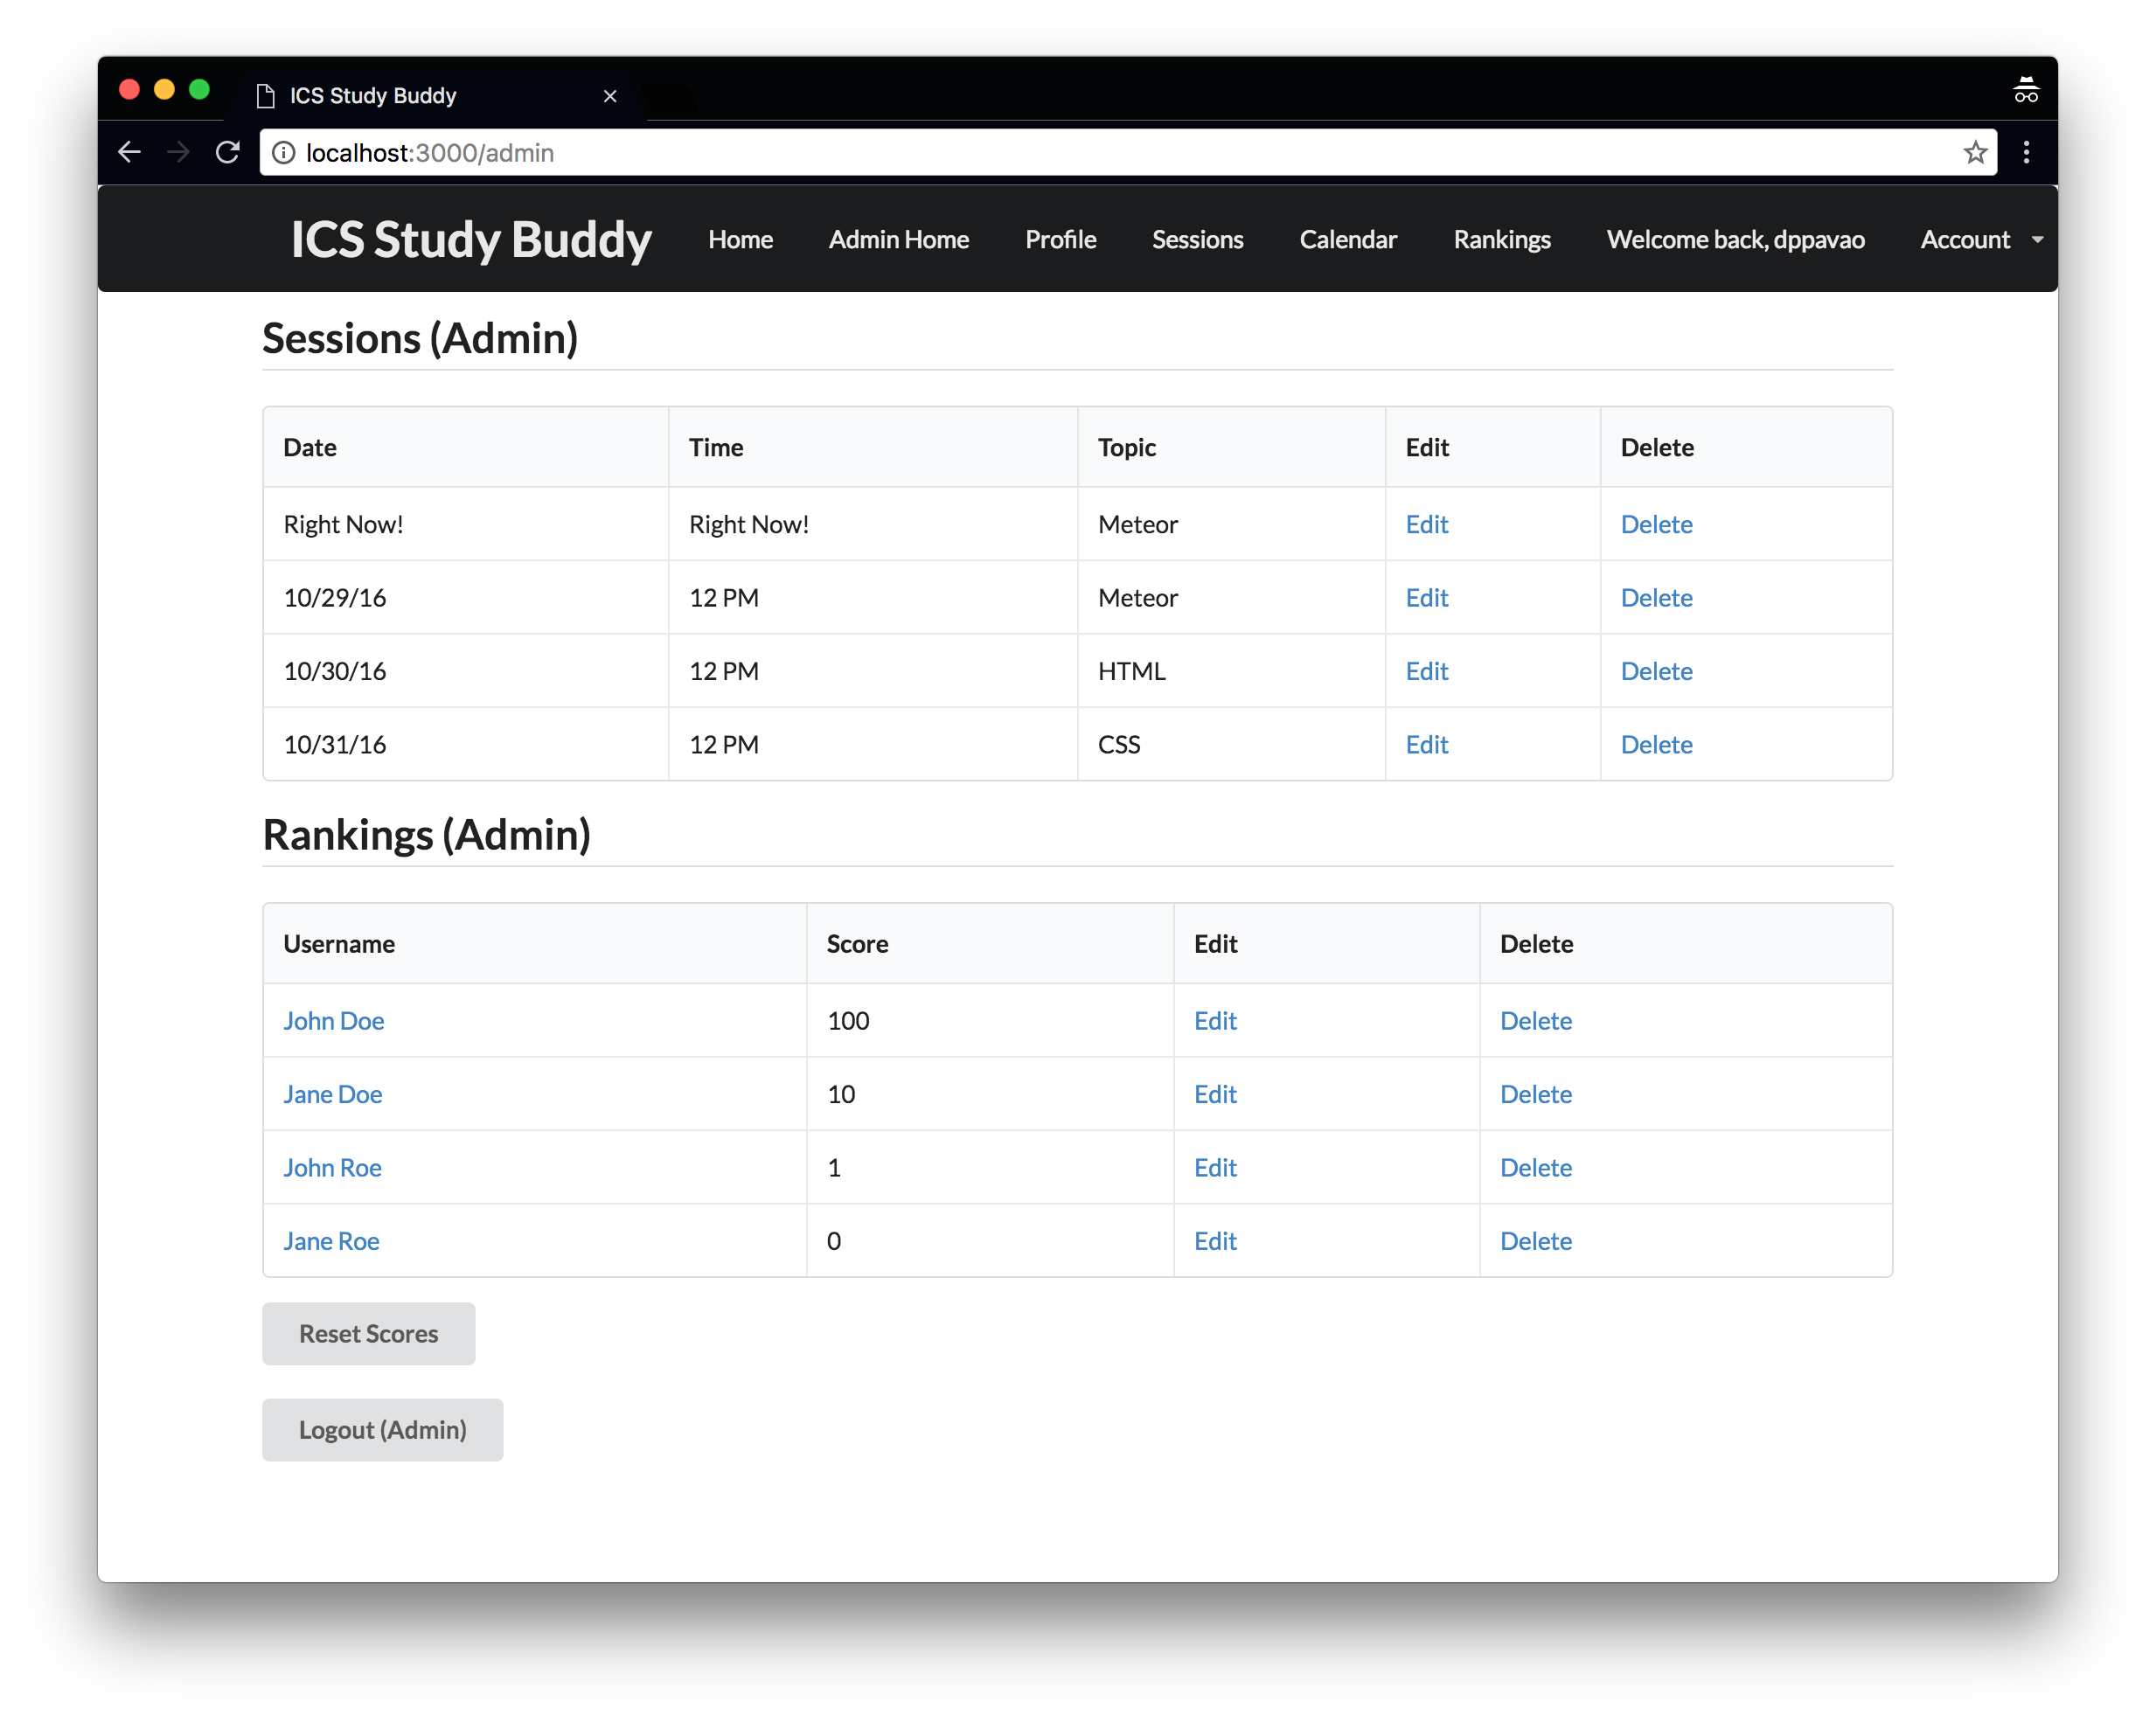 ICS Study Buddy
localhost:3000/admin
ICS Study Buddy Home Admin Home Profile Sessions Calendar Rankings Welcome back, dppavao Account
Sessions (Admin)
Date Time Topic Edit Delete
Right Now! Right Now! Meteor Edit Delete
10/29/16 12 PM Meteor Edit Delete
10/30/16 12 PM HTML Edit Delete
10/31/16 12 PM CSS Edit Delete
Rankings (Admin)
Username Score Edit Delete
John Doe 100 Edit Delete
Jane Doe 10 Edit Delete
John Roe 1 Edit Delete
Jane Roe 0 Edit Delete
Reset Scores
Logout (Admin)